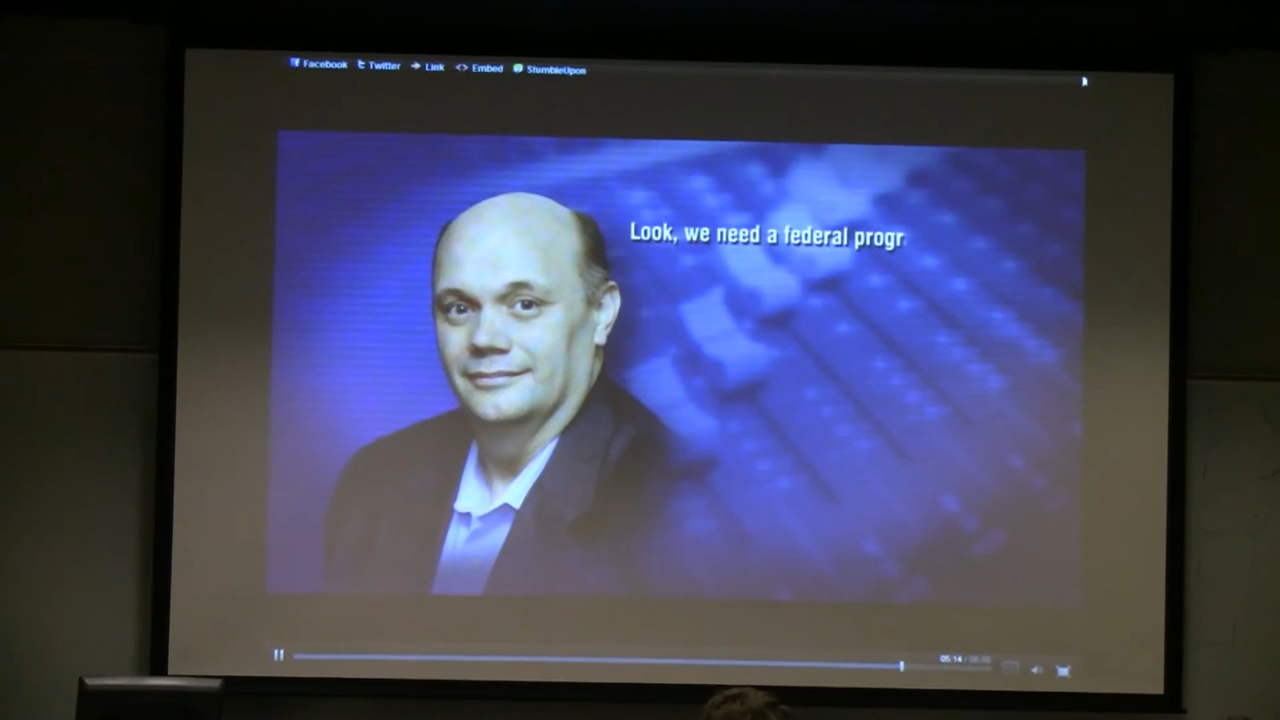 Facebook Twitter Link Embed StumbleUpon
Look, we need a federal progr
05:14